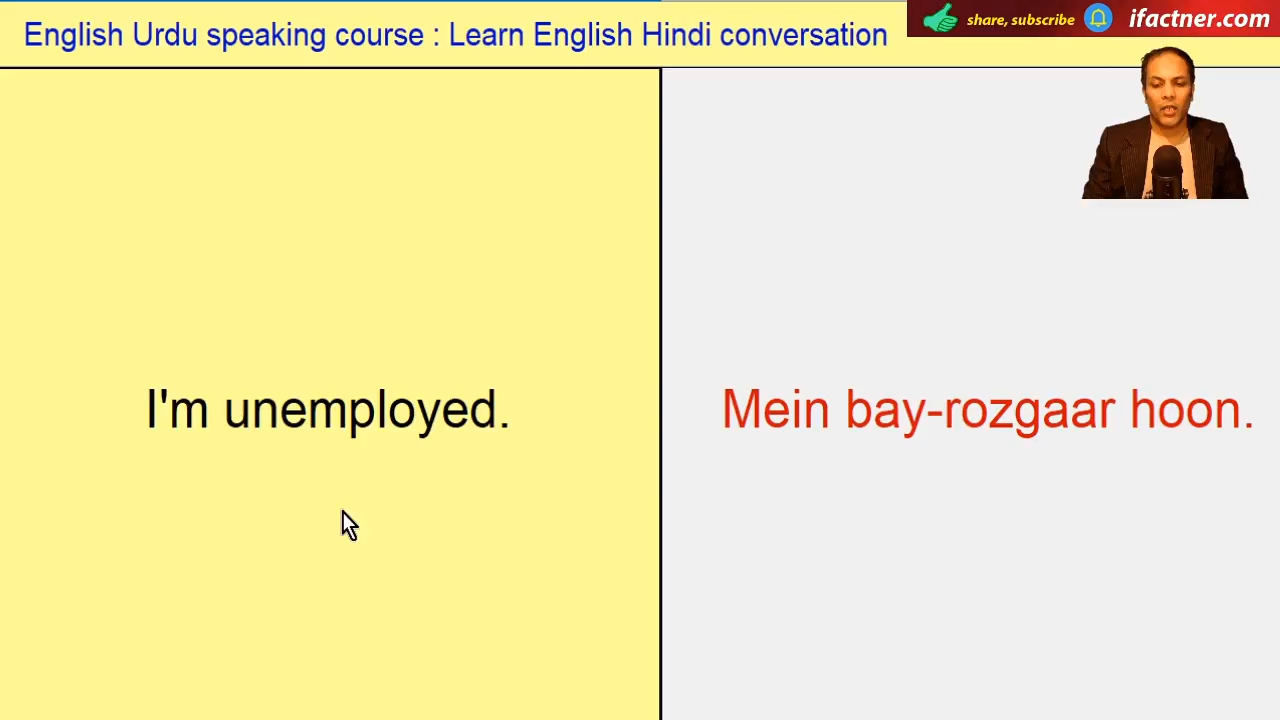 English Urdu speaking course : Learn English Hindi conversation
share, subscribe
ifactner.com
I'm unemployed.
Mein bay-rozgaar hoon.